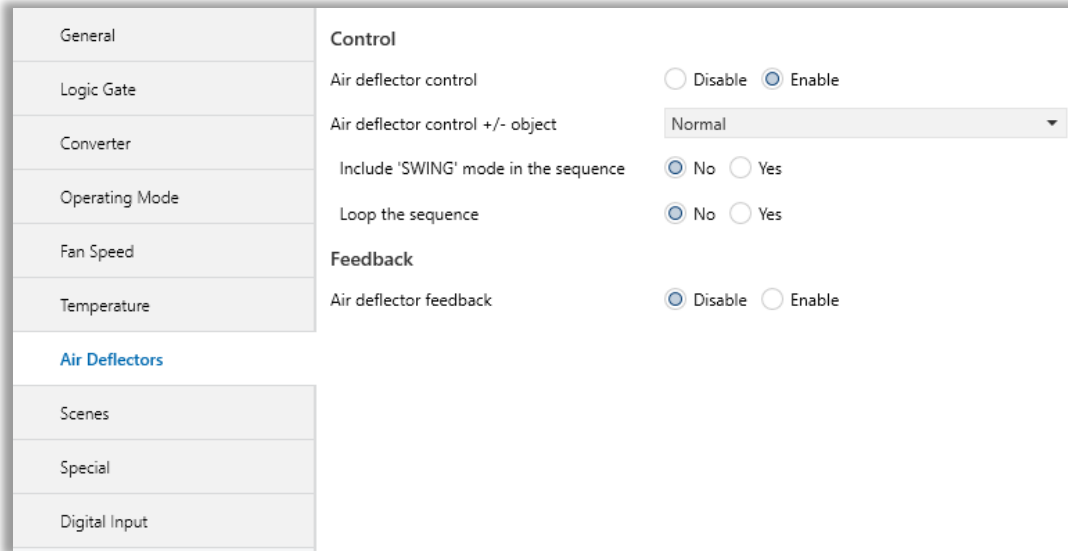 General
Logic Gate
Converter
Operating Mode
Fan Speed
Temperature
Air Deflectors
Scenes
Special
Digital Input
Control
Air deflector control Disable Enable
Air deflector control +/- object Normal
Include 'SWING' mode in the sequence No Yes
Loop the sequence No Yes
Feedback
Air deflector feedback Disable Enable